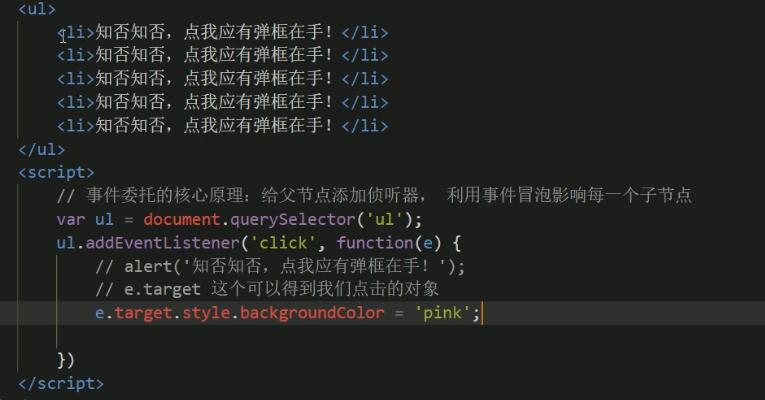 <ul>
<li>知否知否，点我应有弹框在手！</li>
<li>知否知否，点我应有弹框在手！</li>
<li>知否知否，点我应有弹框在手！</li>
<li>知否知否，点我应有弹框在手！</li>
<li>知否知否，点我应有弹框在手！</li>
</ul>
<script>
// 事件委托的核心原理：给父节点添加侦听器， 利用事件冒泡影响每一个子节点
var ul = document.querySelector('ul');
ul.addEventListener('click', function(e) {
// alert('知否知否，点我应有弹框在手！');
// e.target 这个可以得到我们点击的对象
e.target.style.backgroundColor = 'pink';
})
</script>